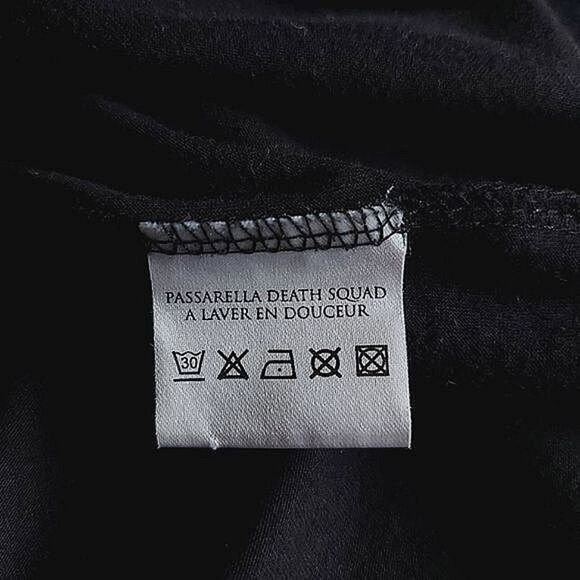 PASSARELLA DEATH SQUAD
A LAVER EN DOUCEUR
30